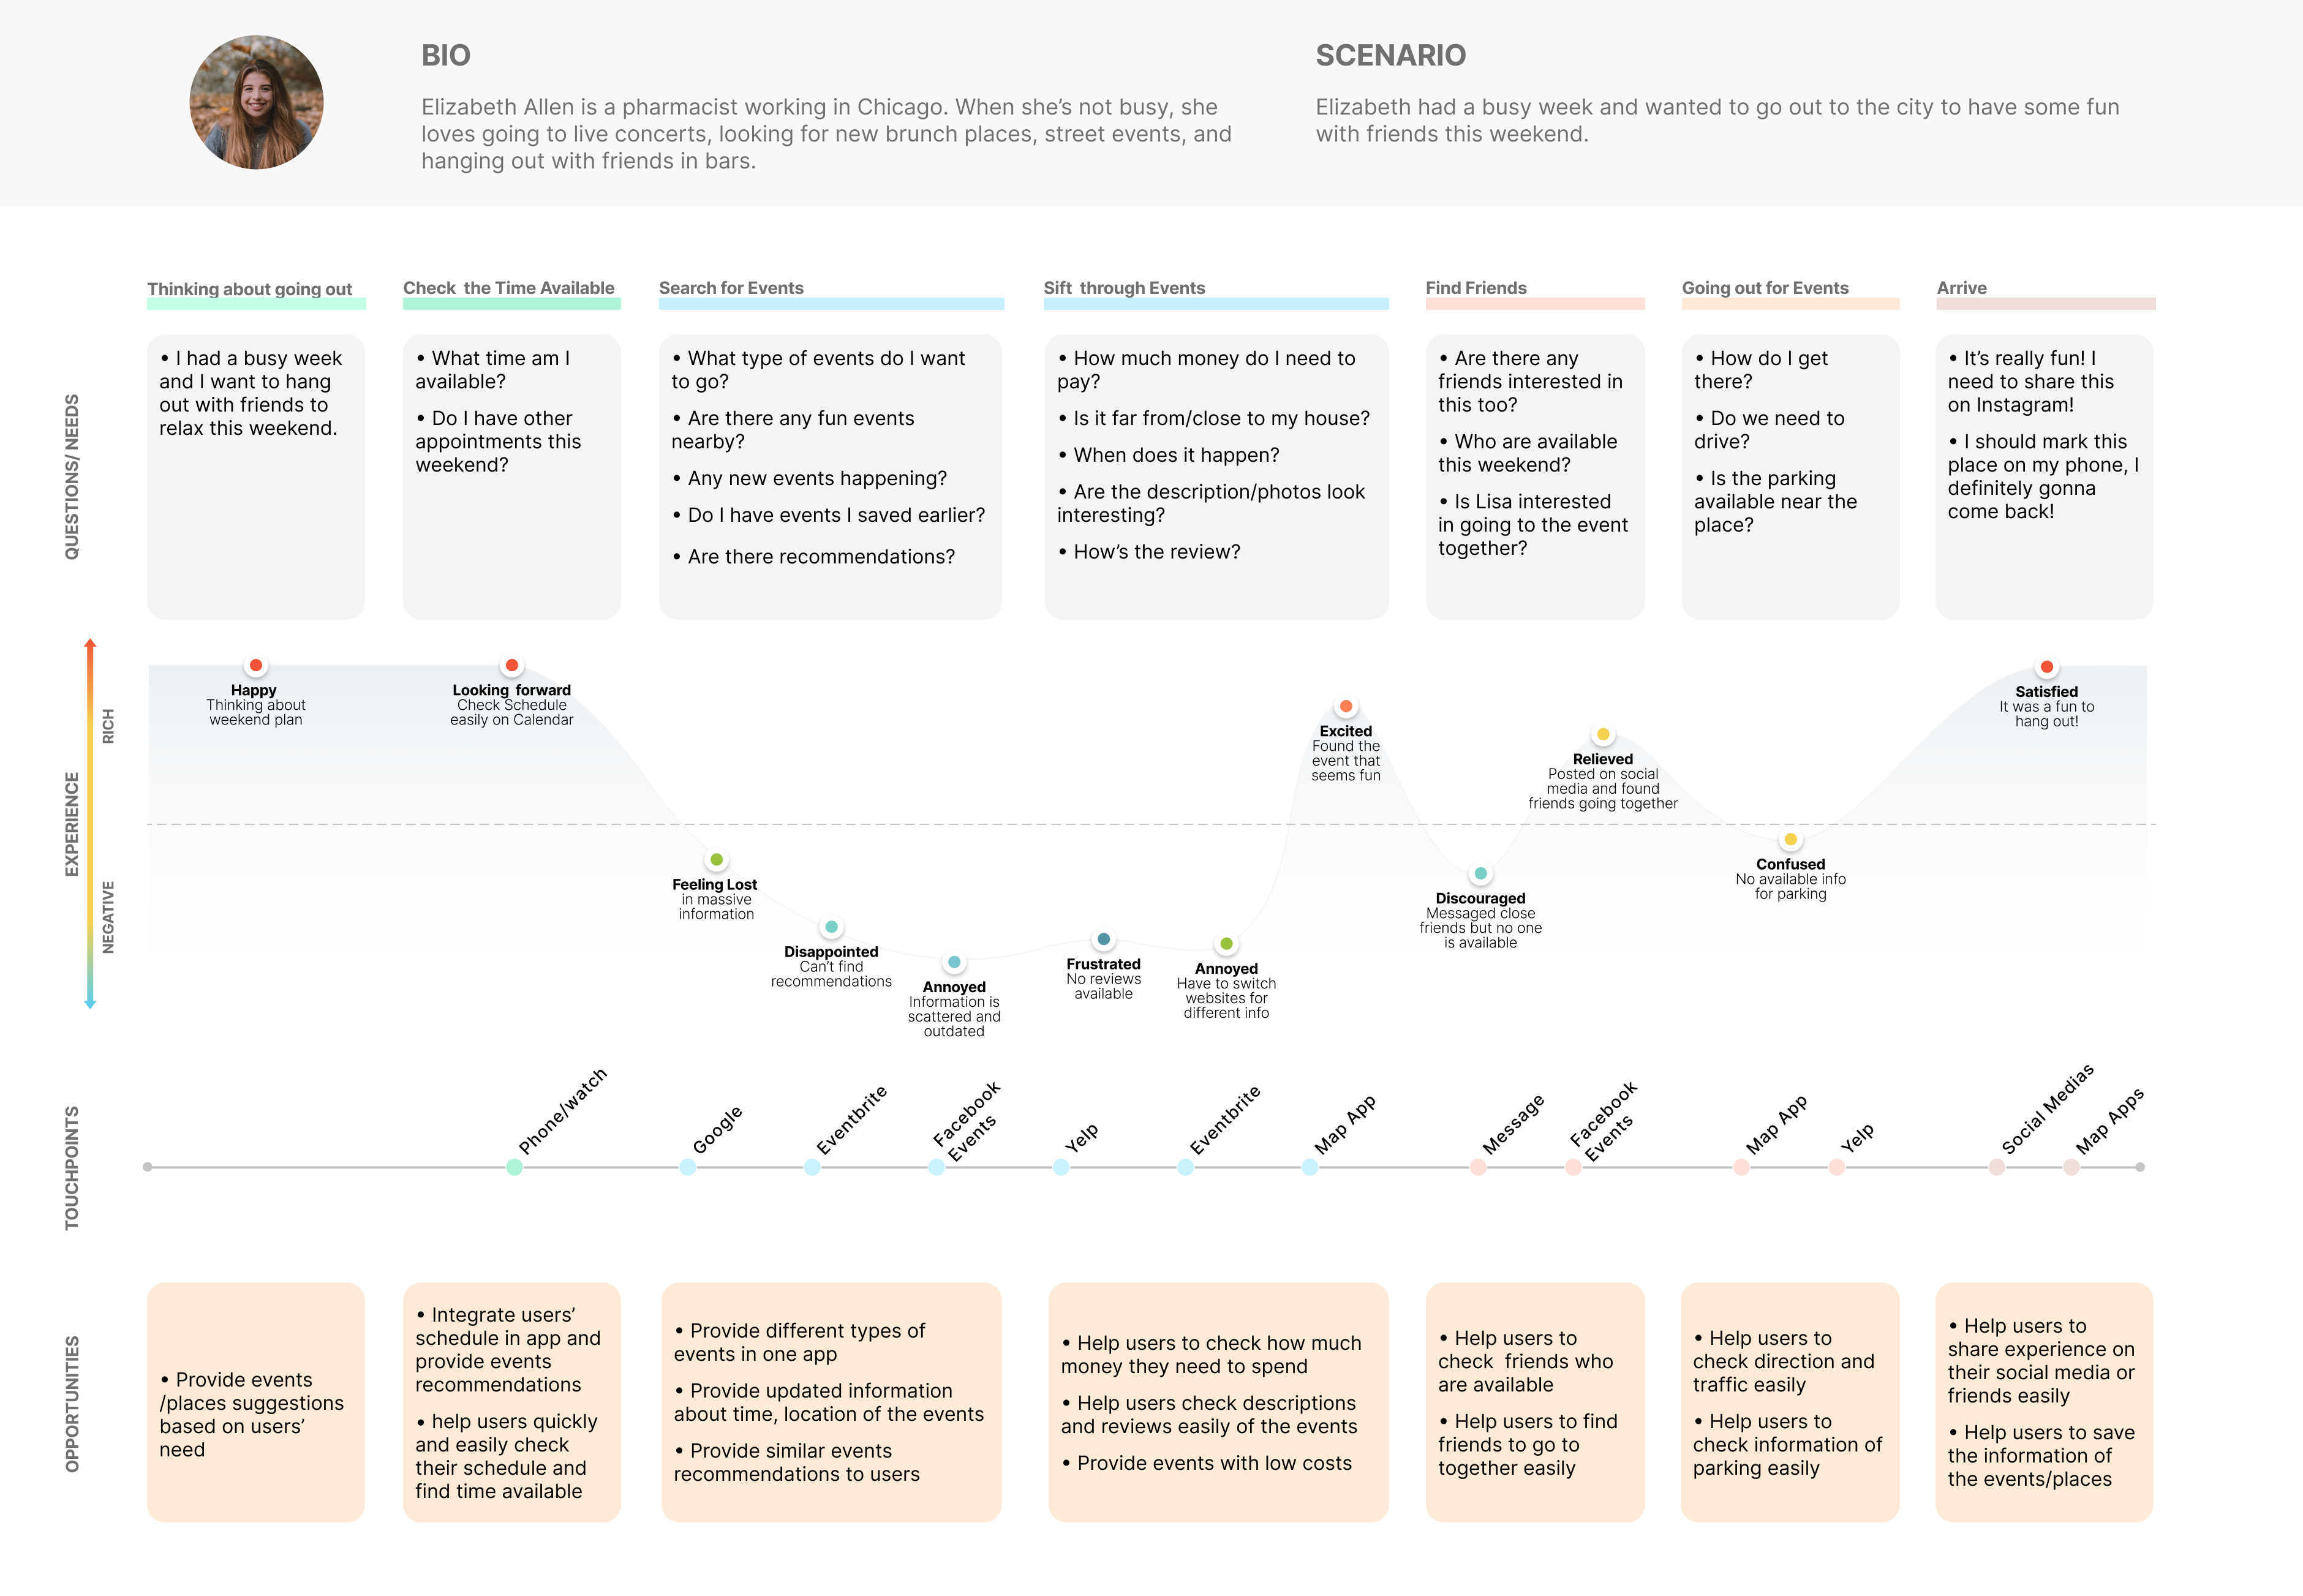 BIO
Elizabeth Allen is a pharmacist working in Chicago. When she’s not busy, she
loves going to live concerts, looking for new brunch places, street events, and
hanging out with friends in bars.
SCENARIO
Elizabeth had a busy week and wanted to go out to the city to have some fun
with friends this weekend.
Thinking about going out
Check the Time Available
Search for Events
Sift through Events
Find Friends
Going out for Events
Arrive
QUESTIONS/ NEEDS
• I had a busy week
and I want to hang
out with friends to
relax this weekend.
• What time am I
available?
• Do I have other
appointments this
weekend?
• What type of events do I want
to go?
• Are there any fun events
nearby?
• Any new events happening?
• Do I have events I saved earlier?
• Are there recommendations?
• How much money do I need to
pay?
• Is it far from/close to my house?
• When does it happen?
• Are the description/photos look
interesting?
• How’s the review?
• Are there any
friends interested in
this too?
• Who are available
this weekend?
• Is Lisa interested
in going to the event
together?
• How do I get
there?
• Do we need to
drive?
• Is the parking
available near the
place?
• It’s really fun! I
need to share this
on Instagram!
• I should mark this
place on my phone, I
definitely gonna
come back!
EXPERIENCE
RICH
NEGATIVE
Happy
Thinking about
weekend plan
Looking forward
Check Schedule
easily on Calendar
Feeling Lost
in massive
information
Disappointed
Can’t find
recommendations
Annoyed
Information is
scattered and
outdated
Frustrated
No reviews
available
Annoyed
Have to switch
websites for
different info
Excited
Found the
event that
seems fun
Discouraged
Messaged close
friends but no one
is available
Relieved
Posted on social
media and found
friends going together
Confused
No available info
for parking
Satisfied
It was a fun to
hang out!
TOUCHPOINTS
Phone/watch
Google
Eventbrite
Facebook
Events
Yelp
Eventbrite
Map App
Message
Facebook
Events
Map App
Yelp
Social Medias
Map Apps
OPPORTUNITIES
• Provide events
/places suggestions
based on users’
need
• Integrate users’
schedule in app and
provide events
recommendations
• help users quickly
and easily check
their schedule and
find time available
• Provide different types of
events in one app
• Provide updated information
about time, location of the events
• Provide similar events
recommendations to users
• Help users to check how much
money they need to spend
• Help users check descriptions
and reviews easily of the events
• Provide events with low costs
• Help users to
check friends who
are available
• Help users to find
friends to go to
together easily
• Help users to
check direction and
traffic easily
• Help users to
check information of
parking easily
• Help users to
share experience on
their social media or
friends easily
• Help users to save
the information of
the events/places